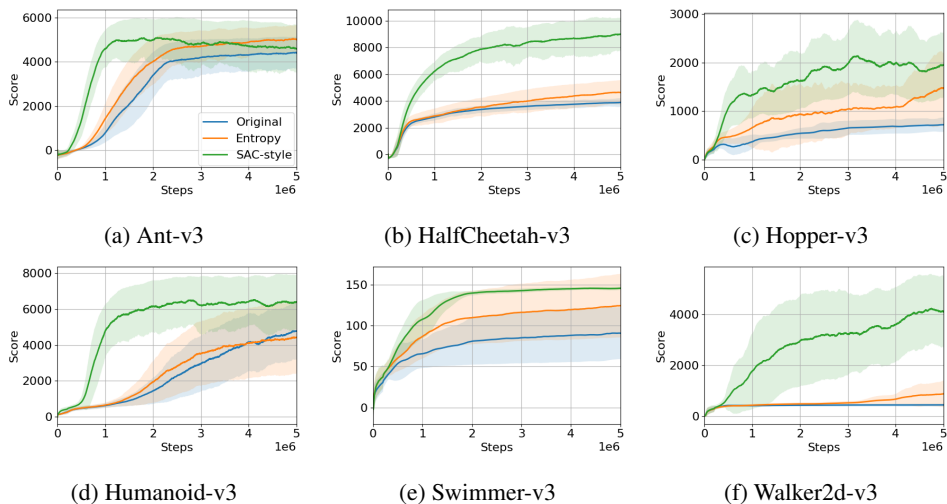 6000
4000
2000
0
Score
0 1 2 3 4 5
Steps 1e6
Original
Entropy
SAC-style
(a) Ant-v3
10000
8000
6000
4000
2000
0
Score
0 1 2 3 4 5
Steps 1e6
(b) HalfCheetah-v3
3000
2000
1000
0
Score
0 1 2 3 4 5
Steps 1e6
(c) Hopper-v3
8000
6000
4000
2000
0
Score
0 1 2 3 4 5
Steps 1e6
(d) Humanoid-v3
150
100
50
0
Score
0 1 2 3 4 5
Steps 1e6
(e) Swimmer-v3
4000
2000
0
Score
0 1 2 3 4 5
Steps 1e6
(f) Walker2d-v3